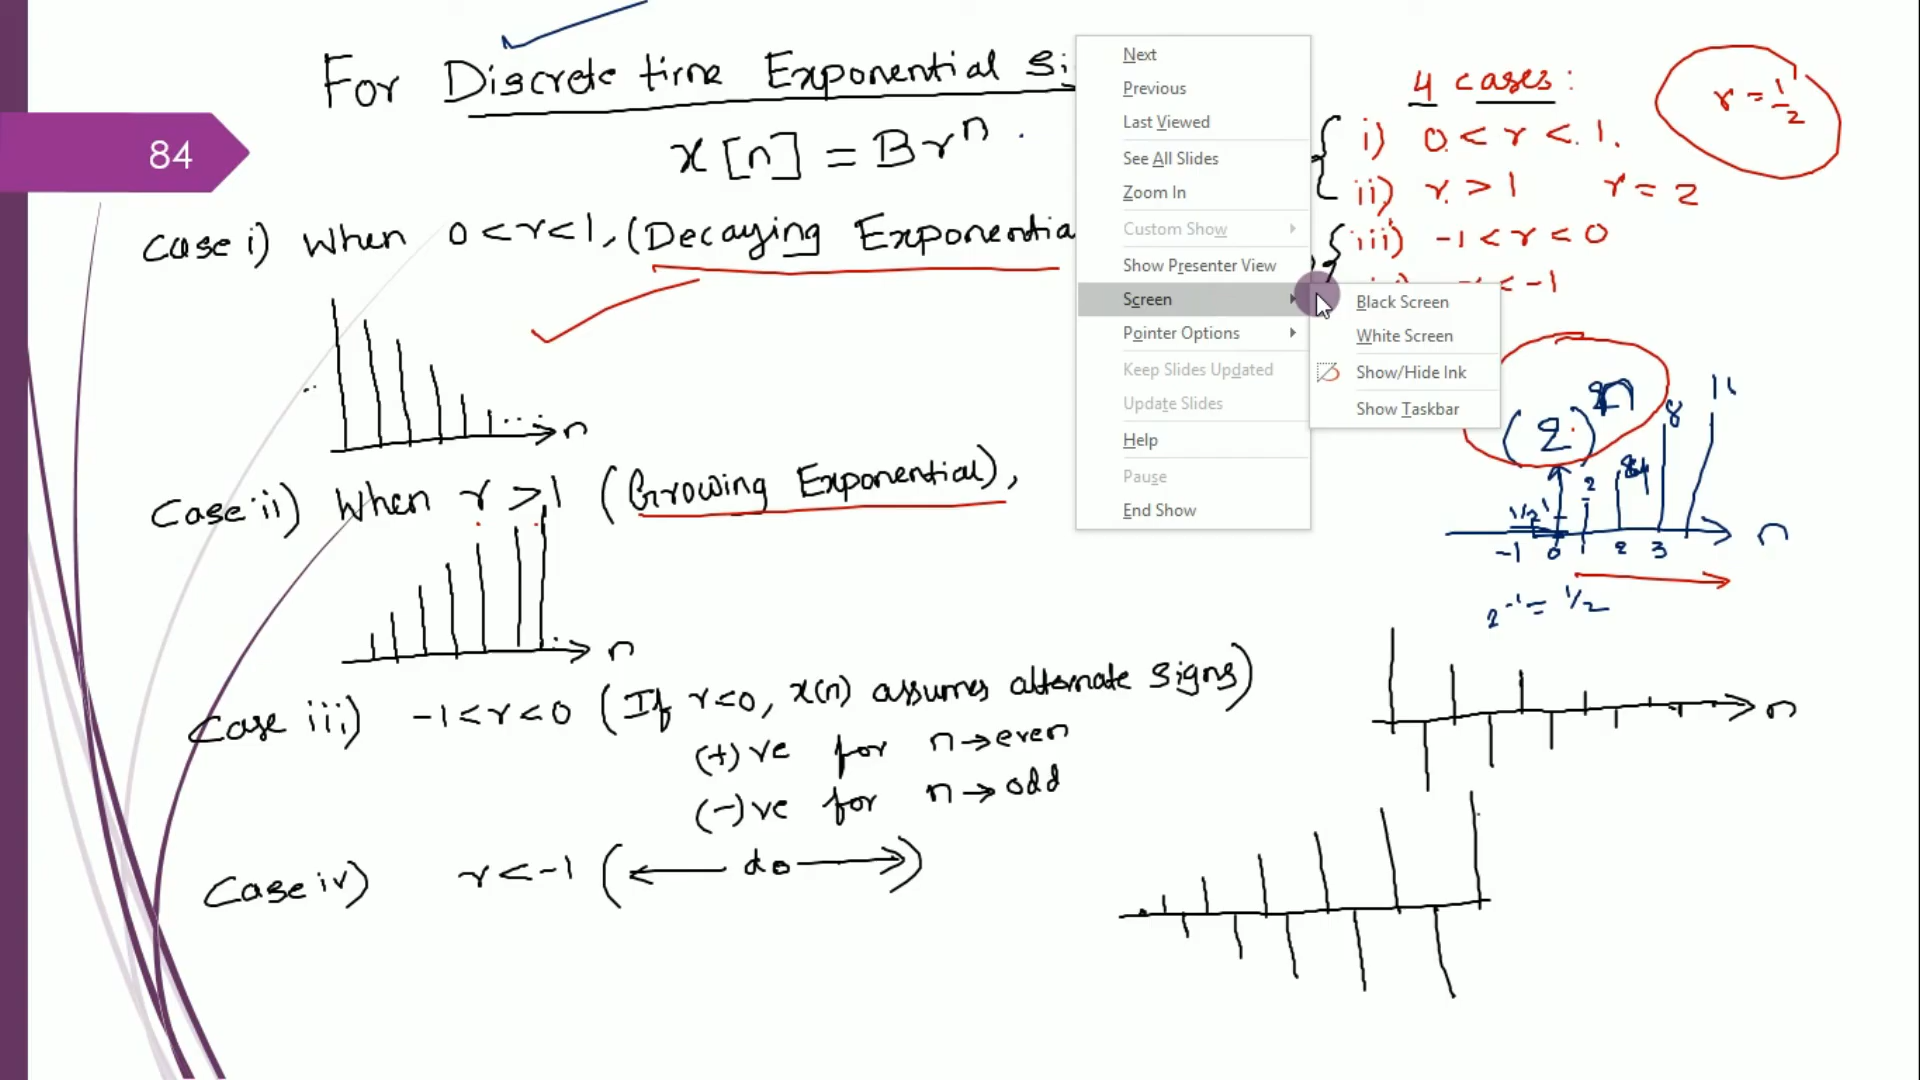 For Discrete time Exponential Si
84
x[n] = Br^n .
Case i) When 0<r<1, (Decaying Exponentia
n
Case ii) When r >1 (Growing Exponential),
n
Case iii) -1<r<0 (If r<0, x(n) assumes alternate signs)
(+)ve for n→even
(-)ve for n→odd
Case iv) r<-1 (← do →)
Next
Previous
Last Viewed
See All Slides
Zoom In
Custom Show
Show Presenter View
Screen
Pointer Options
Keep Slides Updated
Update Slides
Help
Pause
End Show
Black Screen
White Screen
Show/Hide Ink
Show Taskbar
4 cases:
r = 1/2
i) 0 < r < 1.
ii) r > 1 r = 2
iii) -1 < r < 0
< -1
(2)^n
8
2
1/2 1
-1 0 1 2 3 n
2^-1 = 1/2
n